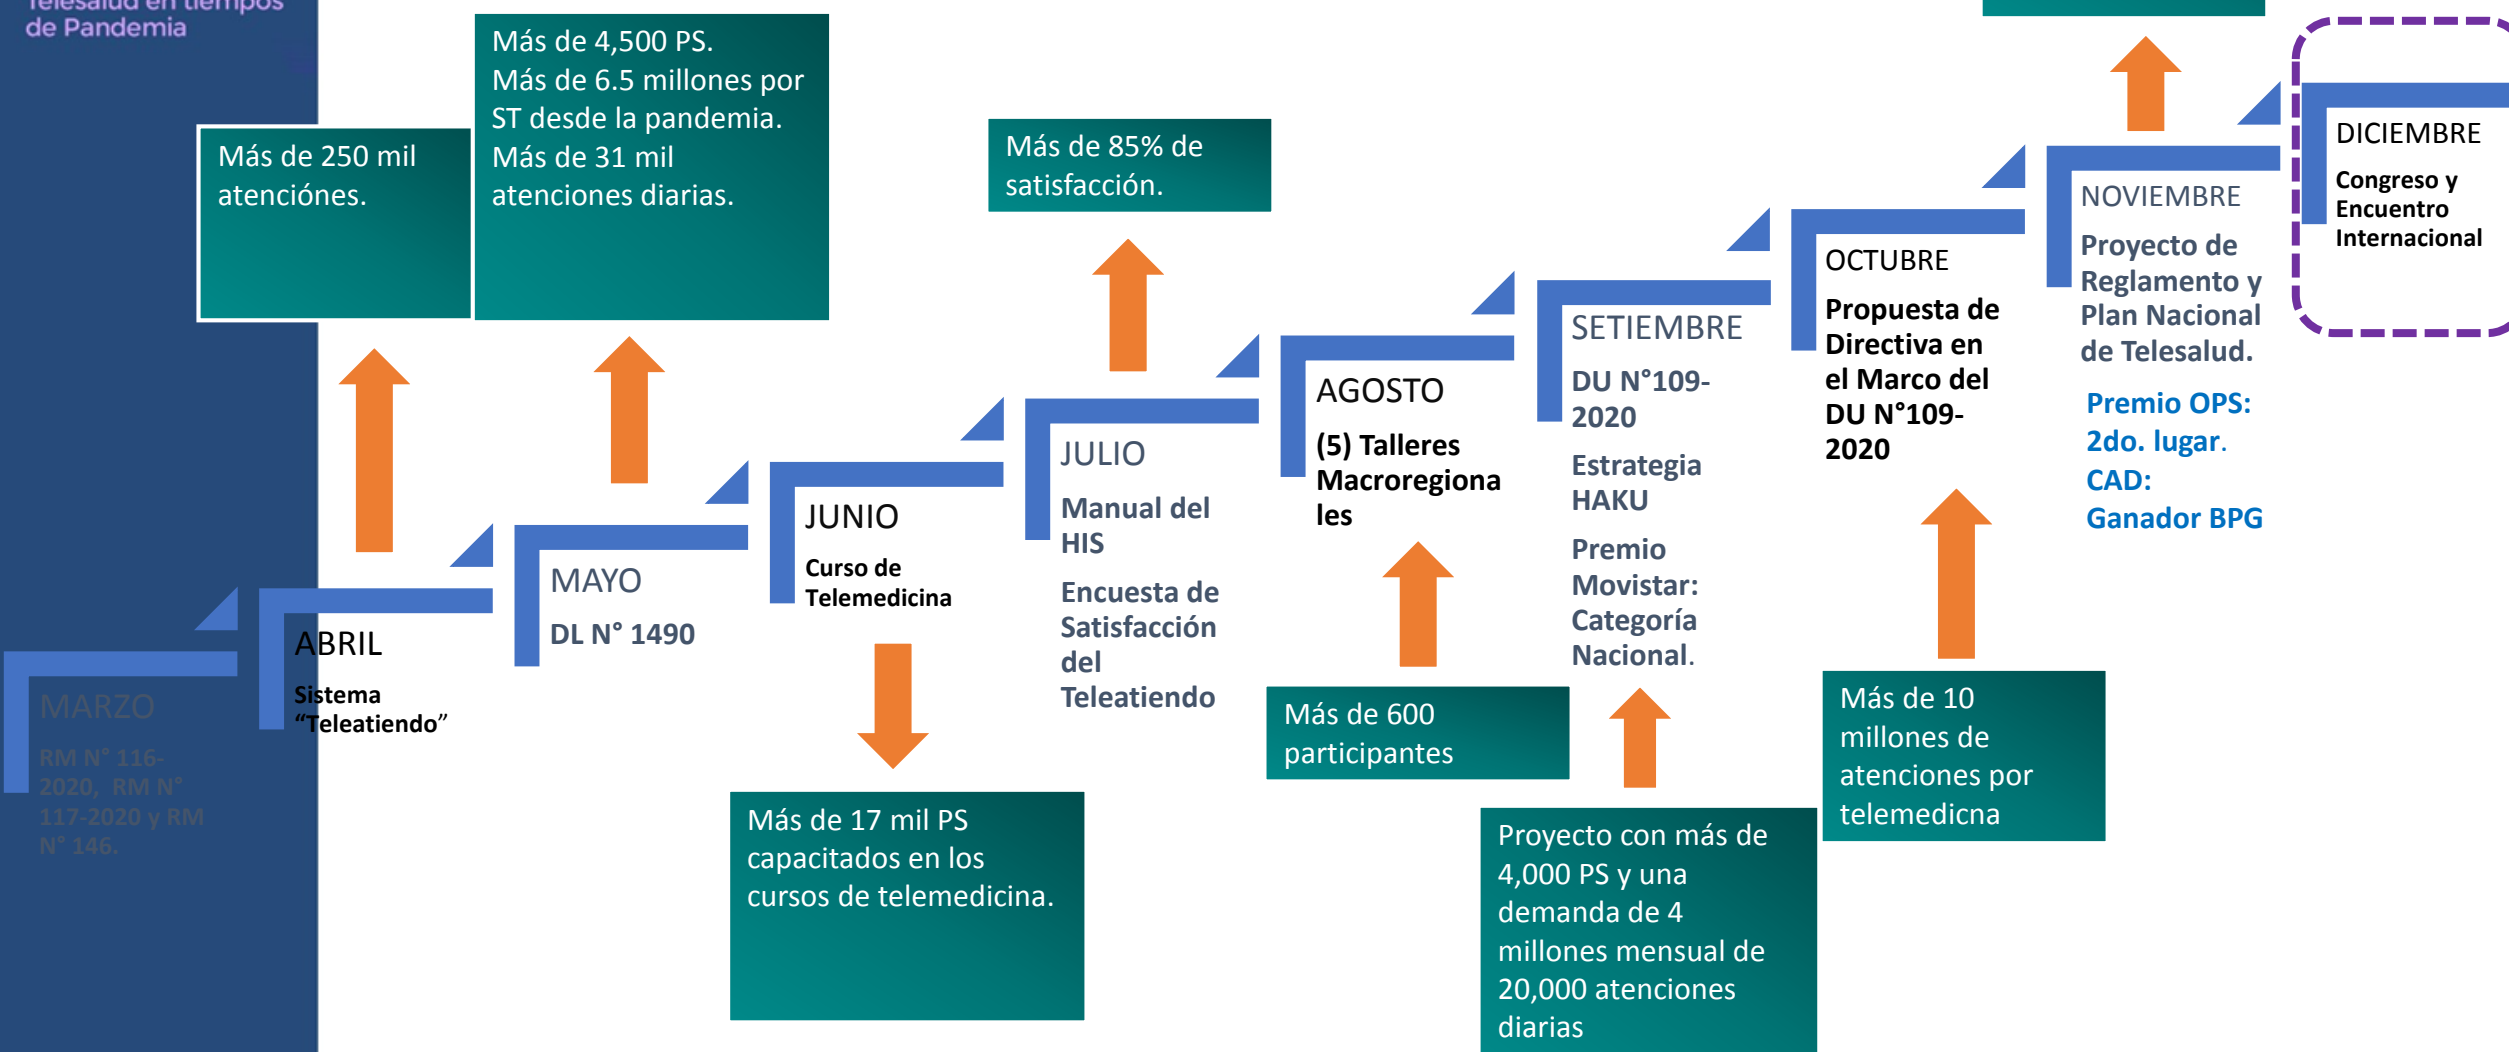 Telesalud en tiempos
de Pandemia
Más de 250 mil
atenciónes.
Más de 4,500 PS.
Más de 6.5 millones por
ST desde la pandemia.
Más de 31 mil
atenciones diarias.
Más de 85% de
satisfacción.
MARZO
RM N° 116-
2020, RM N°
117-2020 y RM
N° 146.
ABRIL
Sistema
“Teleatiendo”
MAYO
DL N° 1490
JUNIO
Curso de
Telemedicina
Más de 17 mil PS
capacitados en los
cursos de telemedicina.
JULIO
Manual del
HIS
Encuesta de
Satisfacción
del
Teleatiendo
AGOSTO
(5) Talleres
Macroregiona
les
Más de 600
participantes
SETIEMBRE
DU N°109-
2020
Estrategia
HAKU
Premio
Movistar:
Categoría
Nacional.
Proyecto con más de
4,000 PS y una
demanda de 4
millones mensual de
20,000 atenciones
diarias
OCTUBRE
Propuesta de
Directiva en
el Marco del
DU N°109-
2020
Más de 10
millones de
atenciones por
telemedicna
NOVIEMBRE
Proyecto de
Reglamento y
Plan Nacional
de Telesalud.
Premio OPS:
2do. lugar.
CAD:
Ganador BPG
DICIEMBRE
Congreso y
Encuentro
Internacional